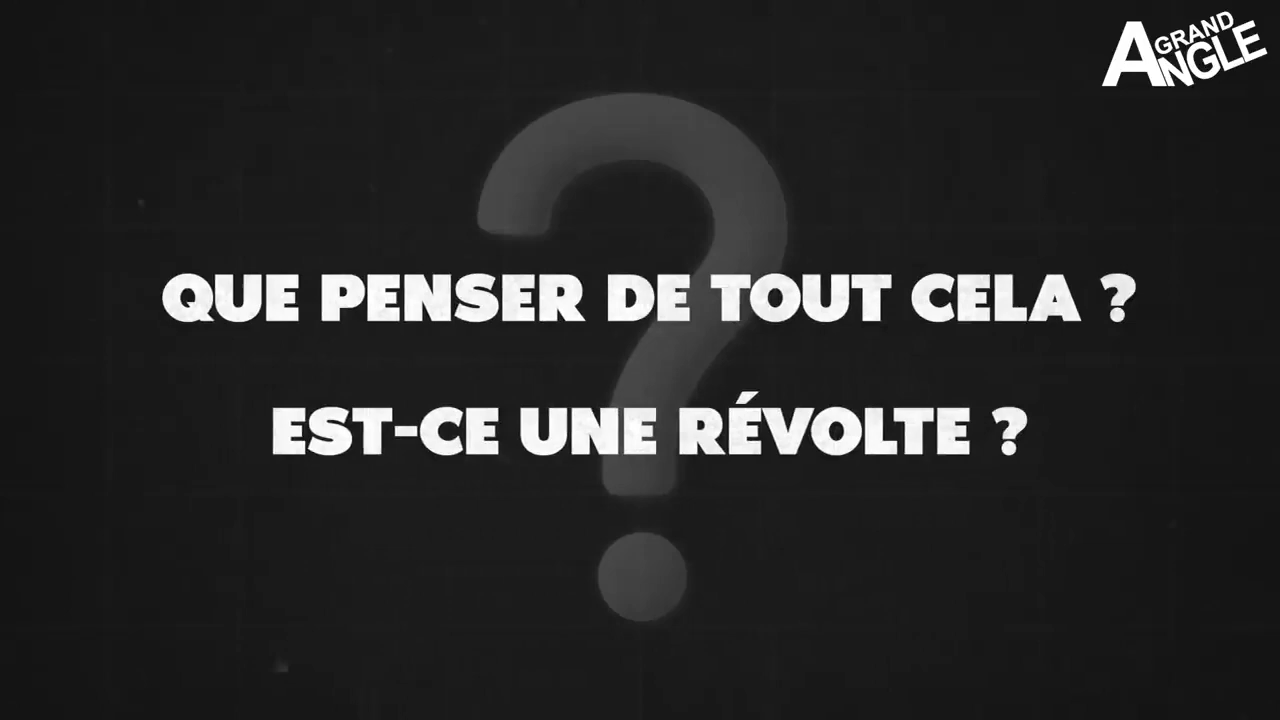 GRAND
ANGLE
QUE PENSER DE TOUT CELA ?
EST-CE UNE RÉVOLTE ?